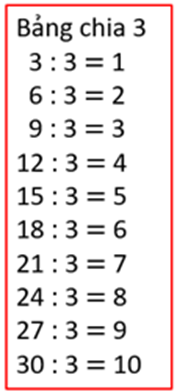 Bảng chia 3
3 : 3 = 1
6 : 3 = 2
9 : 3 = 3
12 : 3 = 4
15 : 3 = 5
18 : 3 = 6
21 : 3 = 7
24 : 3 = 8
27 : 3 = 9
30 : 3 = 10